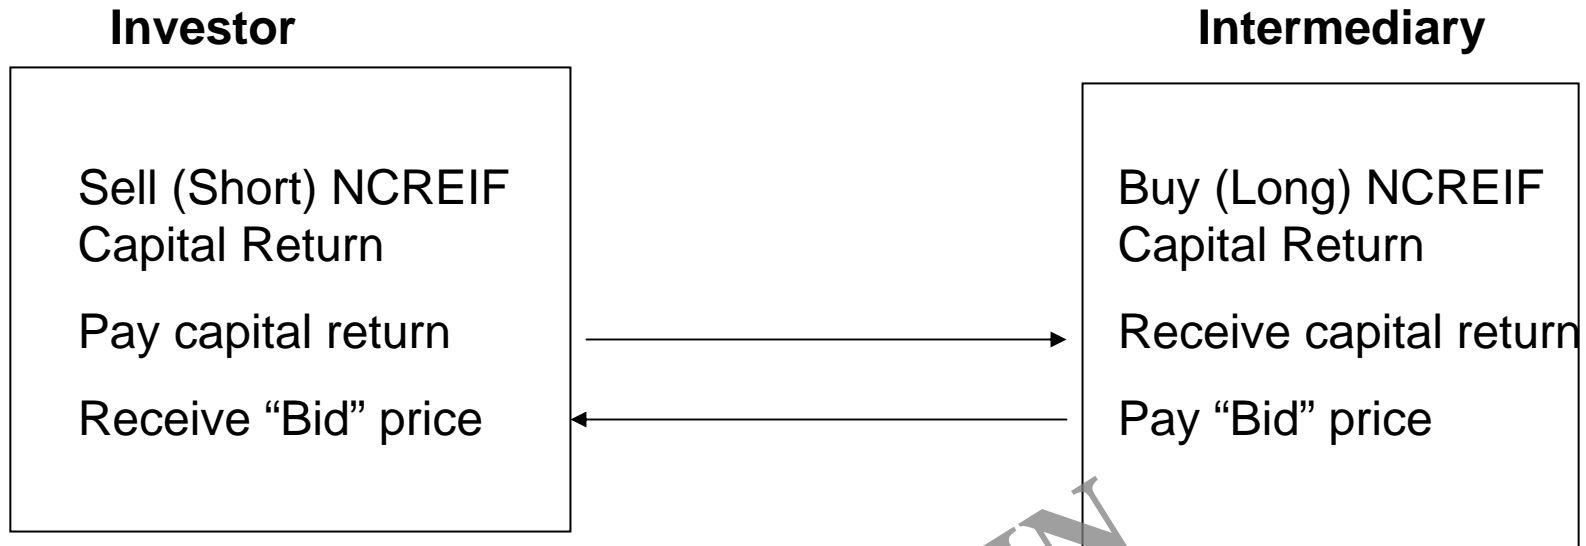 Investor
Intermediary
Sell (Short) NCREIF
Capital Return
Pay capital return
Receive “Bid” price
Buy (Long) NCREIF
Capital Return
Receive capital return
Pay “Bid” price